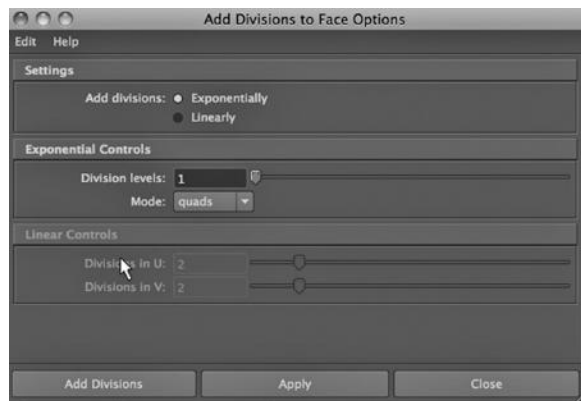 Add Divisions to Face Options
Edit Help
Settings
Add divisions: Exponentially
Linearly
Exponential Controls
Division levels: 1
Mode: quads
Linear Controls
Divisions in U: 2
Divisions in V: 2
Add Divisions Apply Close